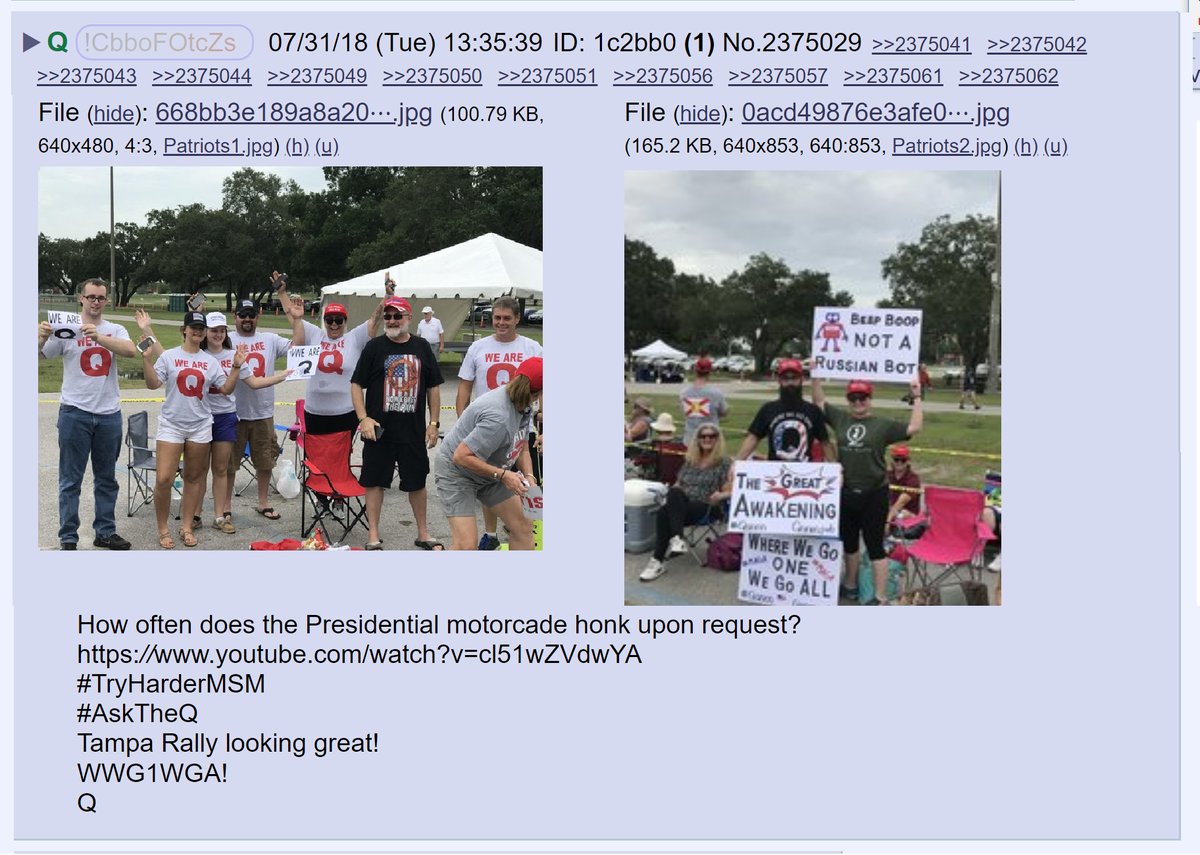 Q !CbboFOtcZs 07/31/18 (Tue) 13:35:39 ID: 1c2bb0 (1) No.2375029 >>2375041 >>2375042
>>2375043 >>2375044 >>2375049 >>2375050 >>2375051 >>2375056 >>2375057 >>2375061 >>2375062
File (hide): 668bb3e189a8a20···.jpg (100.79 KB,
640x480, 4:3, Patriots1.jpg) (h) (u)
File (hide): 0acd49876e3afe0···.jpg
(165.2 KB, 640x853, 640:853, Patriots2.jpg) (h) (u)
WE ARE
WE ARE
Q
WE ARE
Q
WE ARE
Q
WE ARE
Q
BEEP BOOP
NOT A
RUSSIAN BOT
Q
THE GREAT
AWAKENING
WHERE WE GO
ONE
WE GO ALL
How often does the Presidential motorcade honk upon request?
https://www.youtube.com/watch?v=cI51wZVdwYA
#TryHarderMSM
#AskTheQ
Tampa Rally looking great!
WWG1WGA!
Q